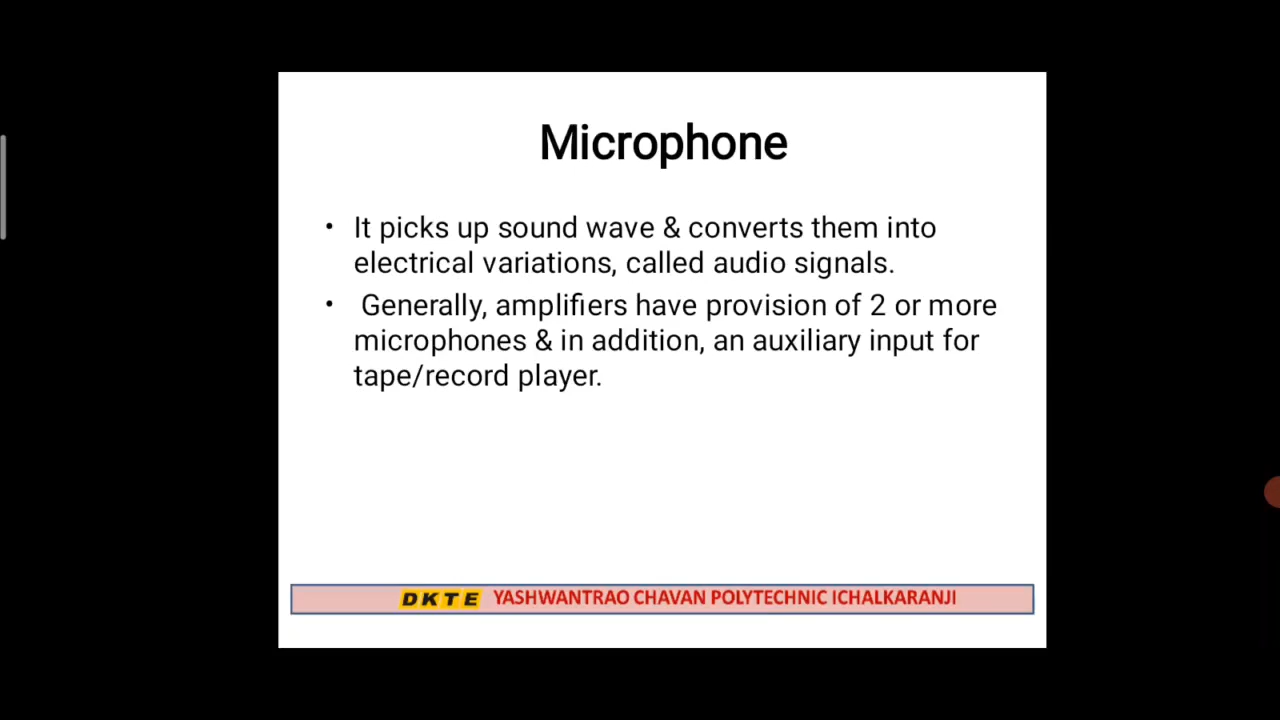 Microphone
• It picks up sound wave & converts them into
electrical variations, called audio signals.
• Generally, amplifiers have provision of 2 or more
microphones & in addition, an auxiliary input for
tape/record player.
DKTE YASHWANTRAO CHAVAN POLYTECHNIC ICHALKARANJI